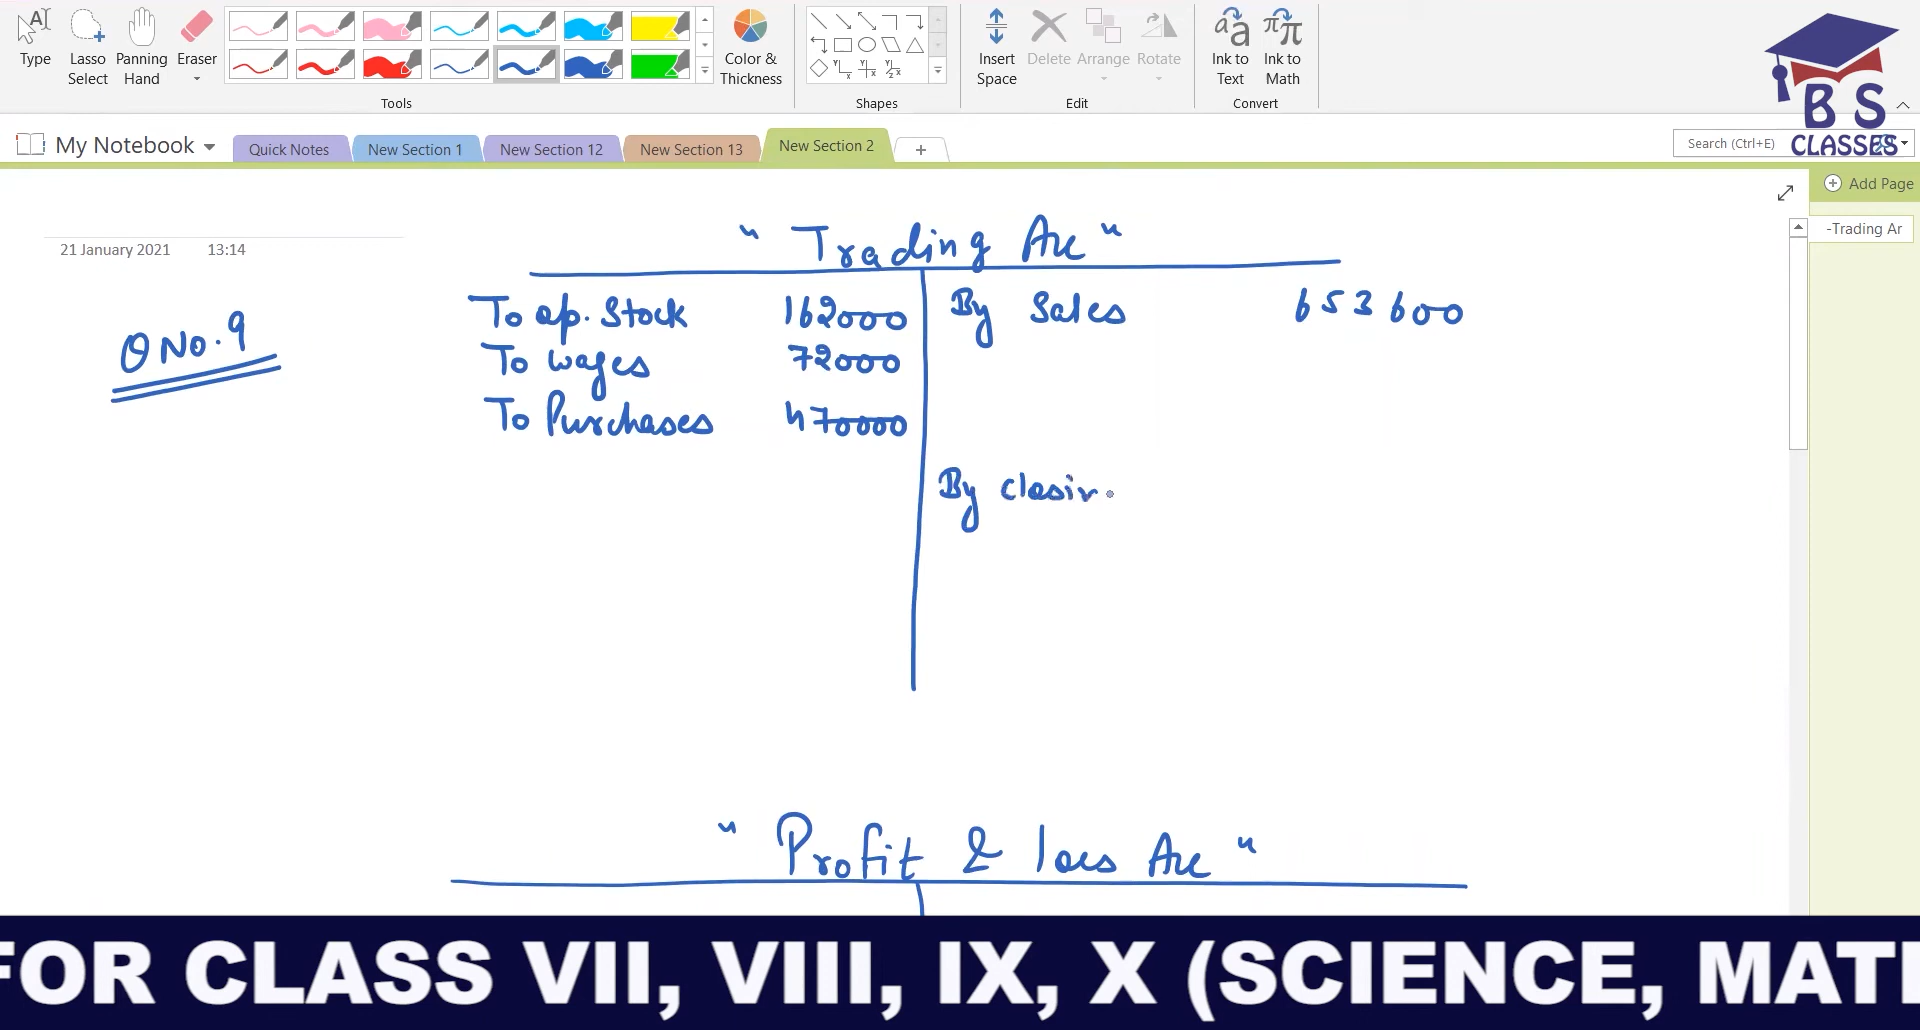 Type
Lasso Select
Panning Hand
Eraser
Color & Thickness
Insert Space
Delete
Arrange
Rotate
Ink to Text
Ink to Math
Tools
Shapes
Edit
Convert
B S
CLASSES
My Notebook
Quick Notes
New Section 1
New Section 12
New Section 13
New Section 2
Search (Ctrl+E)
Add Page
-Trading Ar
21 January 2021 13:14
Q No. 9
" Trading A/c "
To op. Stock 162000 By Sales 653600
To wages 72000
To Purchases 470000
By closin
" Profit & loss A/c "
FOR CLASS VII, VIII, IX, X (SCIENCE, MAT